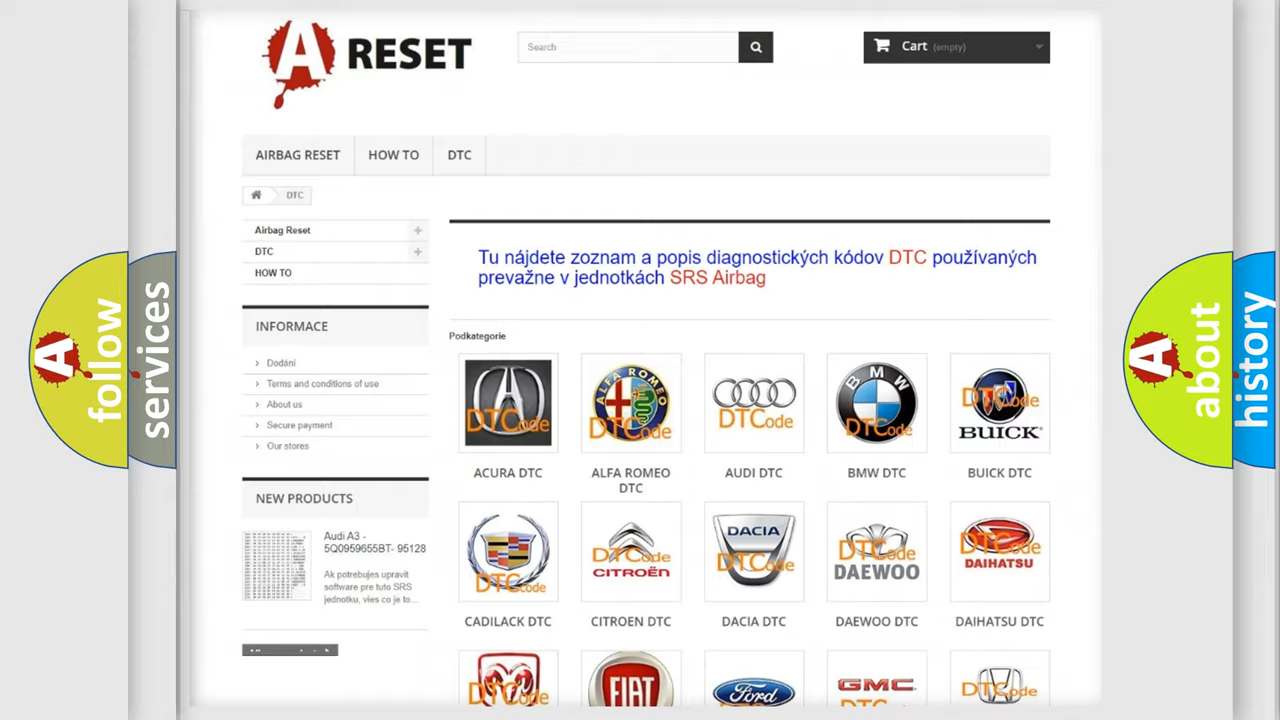 A RESET
Search
Cart (empty)
AIRBAG RESET
HOW TO
DTC
DTC
Airbag Reset
DTC
HOW TO
INFORMACE
Dodání
Terms and conditions of use
About us
Secure payment
Our stores
NEW PRODUCTS
Audi A3 -
5Q0959655BT- 95128
Ak potrebujes upravit
software pre tuto SRS
jednotku, vies co je to...
Tu nájdete zoznam a popis diagnostických kódov DTC používaných
prevažne v jednotkách SRS Airbag
Podkategorie
DTCode
ALFA ROMEO
DTCode
DTCode
BMW
DTCode
DTCode
BUICK
ACURA DTC
ALFA ROMEO
DTC
AUDI DTC
BMW DTC
BUICK DTC
DTCode
DTCode
CITROËN
DACIA
DTCode
DTCode
DAEWOO
DTCode
DAIHATSU
CADILACK DTC
CITROEN DTC
DACIA DTC
DAEWOO DTC
DAIHATSU DTC
DTCode
FIAT
Ford
GMC
DTCode
A follow
services
A about
history